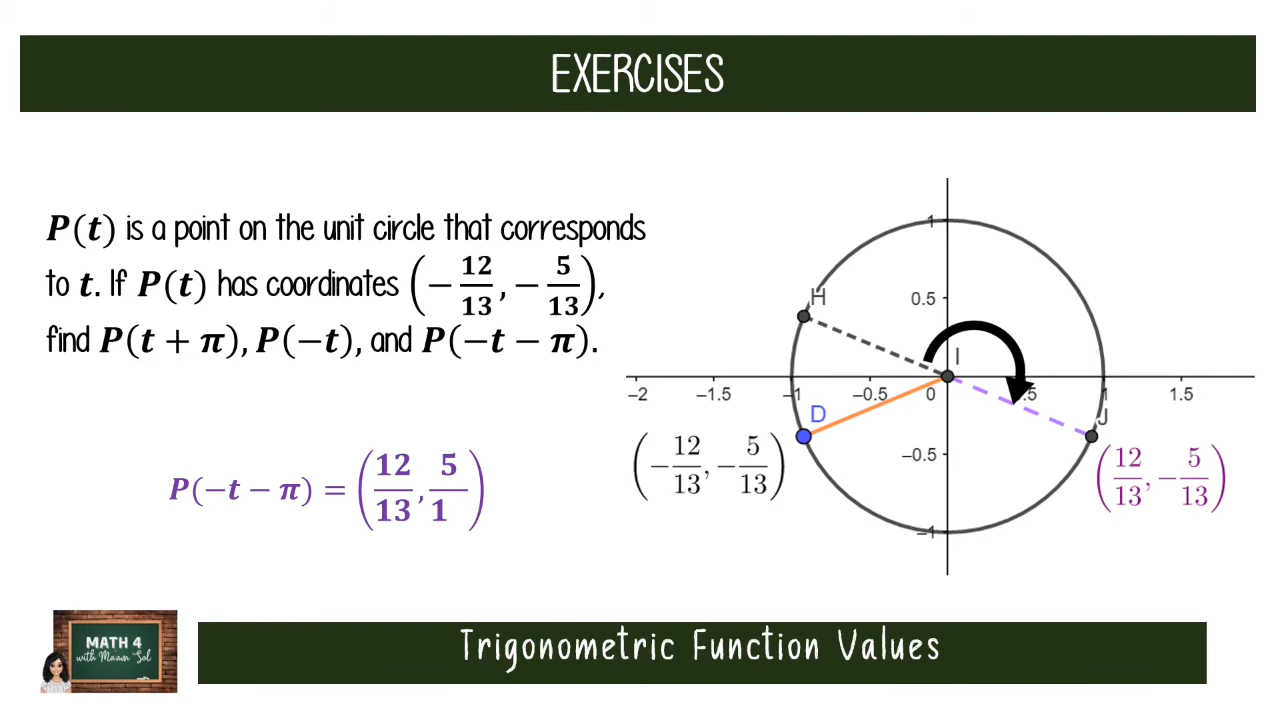 EXERCISES
P(t) is a point on the unit circle that corresponds
to t. If P(t) has coordinates (−12/13, −5/13),
find P(t + π), P(−t), and P(−t − π).
P(−t − π) = (12/13, 5/1 )
1
0.5
H
I
−2
−1.5
−1
−0.5
0
0.5
1
1.5
D
J
(−12/13, −5/13)
−0.5
(12/13, −5/13)
−1
MATH 4
with Maam Sol
Trigonometric Function Values